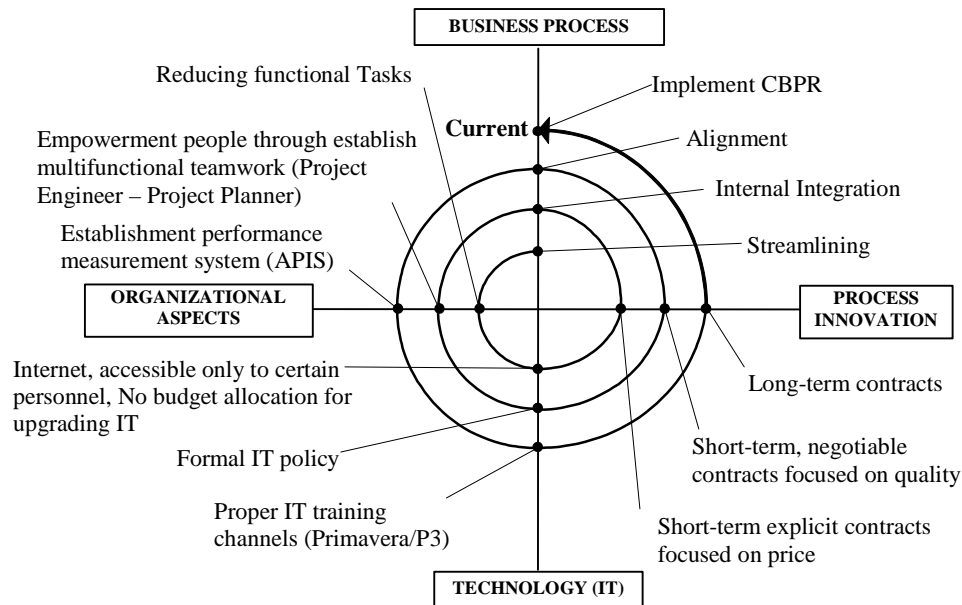 BUSINESS PROCESS
Reducing functional Tasks
Implement CBPR
Current
Empowerment people through establish
multifunctional teamwork (Project
Engineer – Project Planner)
Alignment
Internal Integration
Establishment performance
measurement system (APIS)
Streamlining
ORGANIZATIONAL
ASPECTS
PROCESS
INNOVATION
Internet, accessible only to certain
personnel, No budget allocation for
upgrading IT
Long-term contracts
Formal IT policy
Short-term, negotiable
contracts focused on quality
Proper IT training
channels (Primavera/P3)
Short-term explicit contracts
focused on price
TECHNOLOGY (IT)